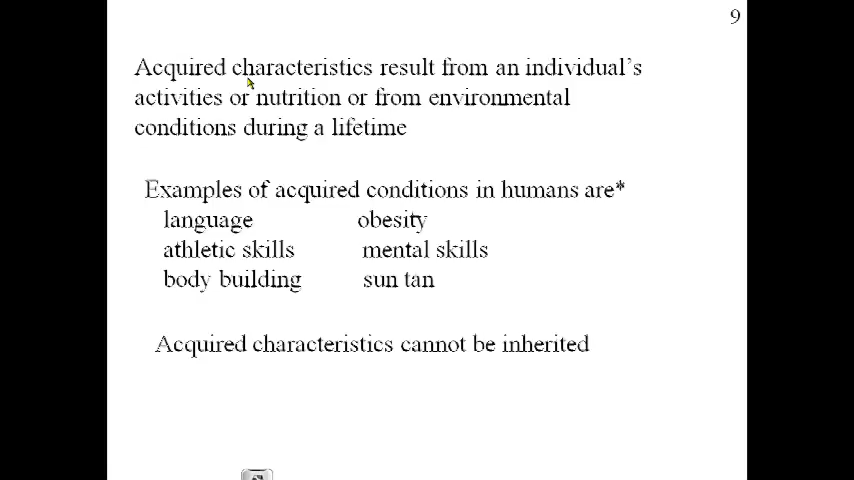 9
Acquired characteristics result from an individual's
activities or nutrition or from environmental
conditions during a lifetime
Examples of acquired conditions in humans are*
language obesity
athletic skills mental skills
body building sun tan
Acquired characteristics cannot be inherited